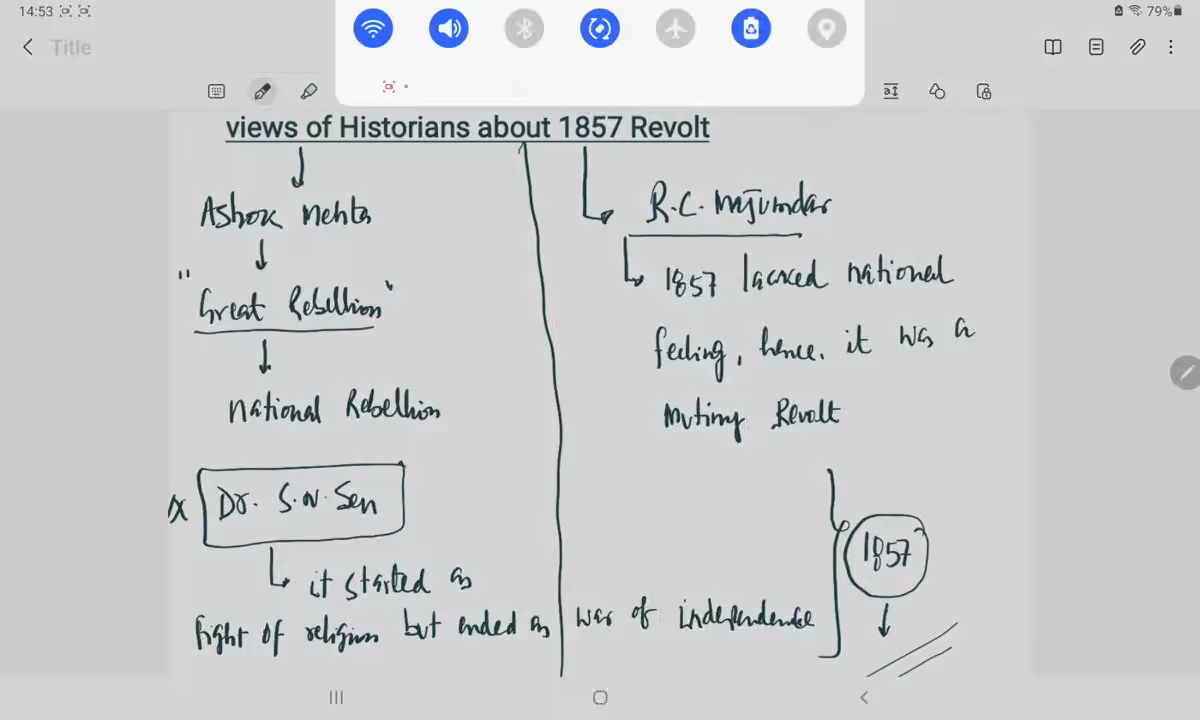 14:53
79%
Title
views of Historians about 1857 Revolt
Ashok Mehta
"Great Rebellion"
National Rebellion
Dr. S.N. Sen
it started as
fight of religion but ended as war of independence
R.C. Majumdar
1857 lacked national
feeling, hence, it was a
Mutiny Revolt
1857